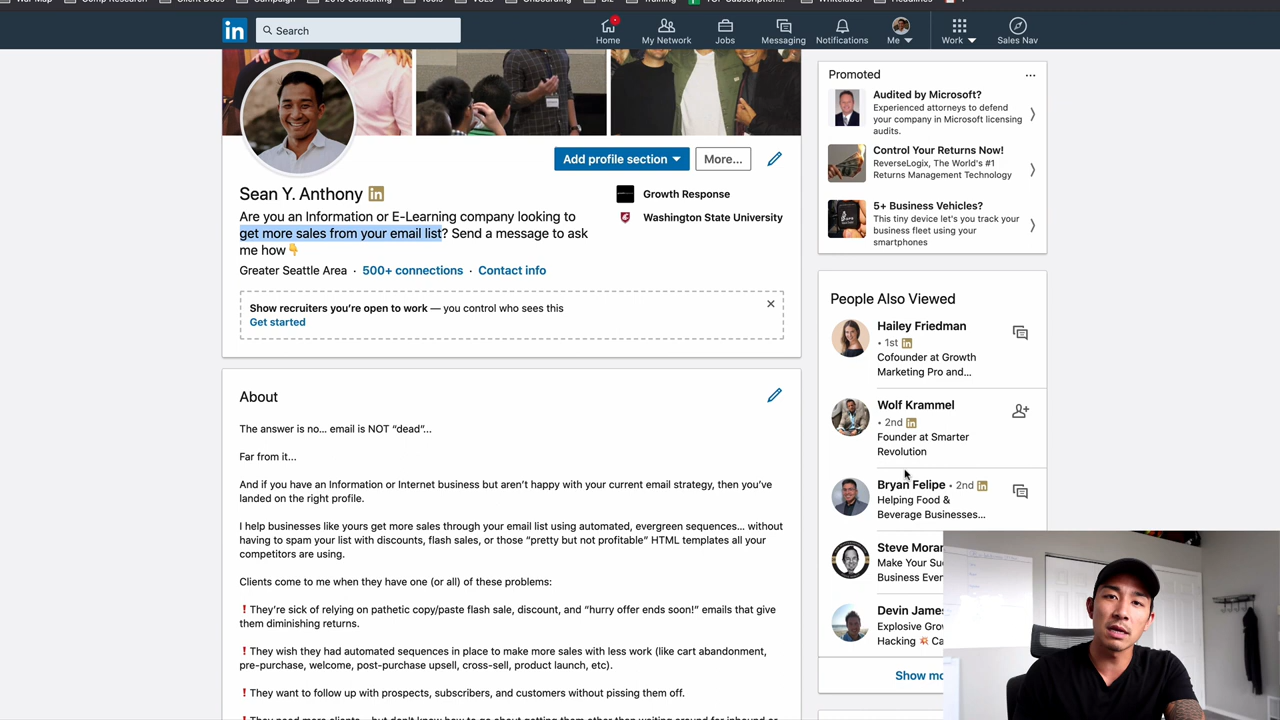 Search
Home
My Network
Jobs
Messaging
Notifications
Me
Work
Sales Nav
Add profile section
More...
Sean Y. Anthony
Growth Response
Washington State University
Are you an Information or E-Learning company looking to
get more sales from your email list? Send a message to ask
me how👇
Greater Seattle Area · 500+ connections · Contact info
Show recruiters you're open to work — you control who sees this
Get started
About
The answer is no... email is NOT “dead”...
Far from it...
And if you have an Information or Internet business but aren’t happy with your current email strategy, then you’ve
landed on the right profile.
I help businesses like yours get more sales through your email list using automated, evergreen sequences... without
having to spam your list with discounts, flash sales, or those “pretty but not profitable” HTML templates all your
competitors are using.
Clients come to me when they have one (or all) of these problems:
❗They’re sick of relying on pathetic copy/paste flash sale, discount, and “hurry offer ends soon!” emails that give
them diminishing returns.
❗They wish they had automated sequences in place to make more sales with less work (like cart abandonment,
pre-purchase, welcome, post-purchase upsell, cross-sell, product launch, etc).
❗They want to follow up with prospects, subscribers, and customers without pissing them off.
Promoted
Audited by Microsoft?
Experienced attorneys to defend
your company in Microsoft licensing
audits.
Control Your Returns Now!
ReverseLogix, The World's #1
Returns Management Technology
5+ Business Vehicles?
This tiny device let's you track your
business fleet using your
smartphones
People Also Viewed
Hailey Friedman
• 1st in
Cofounder at Growth
Marketing Pro and...
Wolf Krammel
• 2nd in
Founder at Smarter
Revolution
Bryan Felipe • 2nd in
Helping Food &
Beverage Businesses...
Steve Morar
Make Your Su
Business Ever
Devin James
Explosive Grov
Hacking 💥 Ca
Show mo